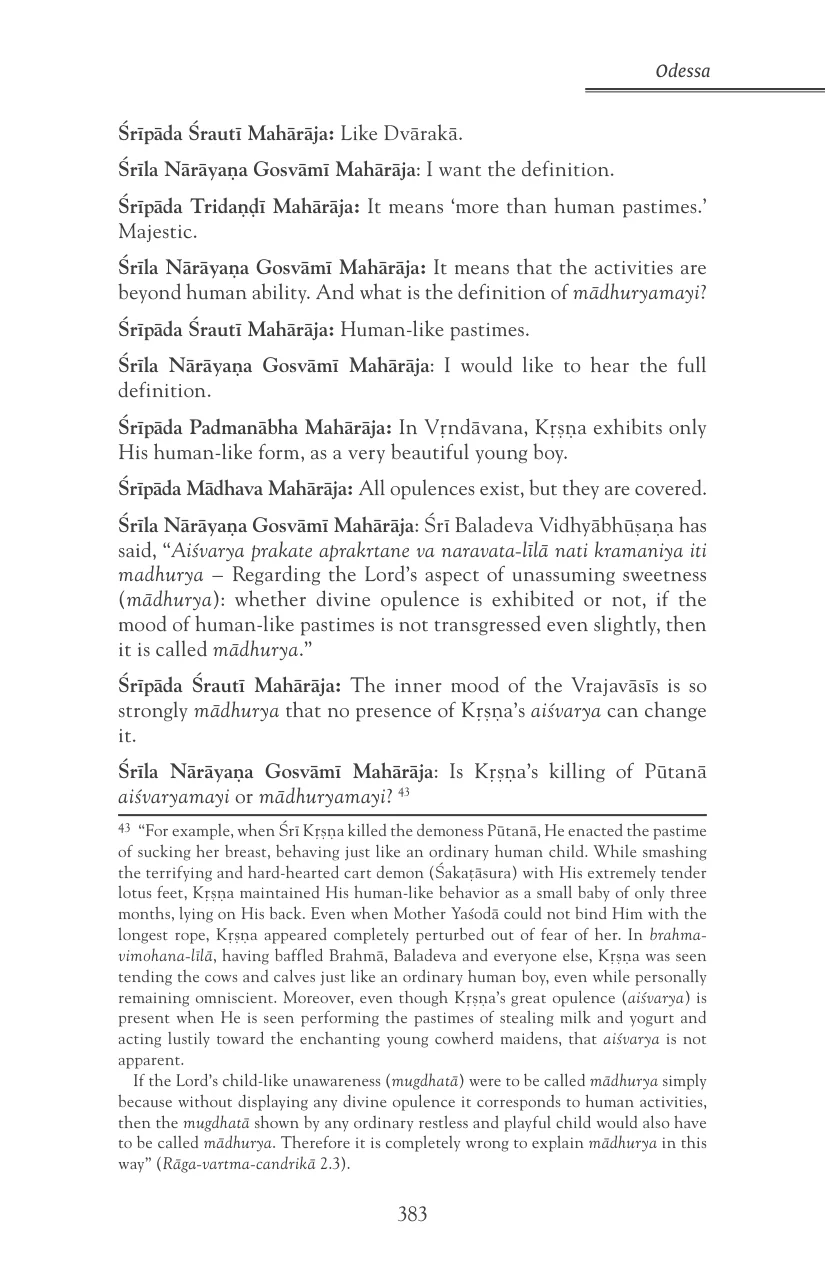 Odessa
Śrīpāda Śrautī Mahārāja: Like Dvārakā.
Śrīla Nārāyaṇa Gosvāmī Mahārāja: I want the definition.
Śrīpāda Tridaṇḍī Mahārāja: It means ‘more than human pastimes.’
Majestic.
Śrīla Nārāyaṇa Gosvāmī Mahārāja: It means that the activities are
beyond human ability. And what is the definition of mādhuryamayi?
Śrīpāda Śrautī Mahārāja: Human-like pastimes.
Śrīla Nārāyaṇa Gosvāmī Mahārāja: I would like to hear the full
definition.
Śrīpāda Padmanābha Mahārāja: In Vṛndāvana, Kṛṣṇa exhibits only
His human-like form, as a very beautiful young boy.
Śrīpāda Mādhava Mahārāja: All opulences exist, but they are covered.
Śrīla Nārāyaṇa Gosvāmī Mahārāja: Śrī Baladeva Vidhyābhūṣaṇa has
said, “Aiśvarya prakate aprakrtane va naravata-līlā nati kramaniya iti
madhurya – Regarding the Lord’s aspect of unassuming sweetness
(mādhurya): whether divine opulence is exhibited or not, if the
mood of human-like pastimes is not transgressed even slightly, then
it is called mādhurya.”
Śrīpāda Śrautī Mahārāja: The inner mood of the Vrajavāsīs is so
strongly mādhurya that no presence of Kṛṣṇa’s aiśvarya can change
it.
Śrīla Nārāyaṇa Gosvāmī Mahārāja: Is Kṛṣṇa’s killing of Pūtanā
aiśvaryamayi or mādhuryamayi? 43
43 “For example, when Śrī Kṛṣṇa killed the demoness Pūtanā, He enacted the pastime
of sucking her breast, behaving just like an ordinary human child. While smashing
the terrifying and hard-hearted cart demon (Śakaṭāsura) with His extremely tender
lotus feet, Kṛṣṇa maintained His human-like behavior as a small baby of only three
months, lying on His back. Even when Mother Yaśodā could not bind Him with the
longest rope, Kṛṣṇa appeared completely perturbed out of fear of her. In brahma-
vimohana-līlā, having baffled Brahmā, Baladeva and everyone else, Kṛṣṇa was seen
tending the cows and calves just like an ordinary human boy, even while personally
remaining omniscient. Moreover, even though Kṛṣṇa’s great opulence (aiśvarya) is
present when He is seen performing the pastimes of stealing milk and yogurt and
acting lustily toward the enchanting young cowherd maidens, that aiśvarya is not
apparent.
If the Lord’s child-like unawareness (mugdhatā) were to be called mādhurya simply
because without displaying any divine opulence it corresponds to human activities,
then the mugdhatā shown by any ordinary restless and playful child would also have
to be called mādhurya. Therefore it is completely wrong to explain mādhurya in this
way” (Rāga-vartma-candrikā 2.3).
383